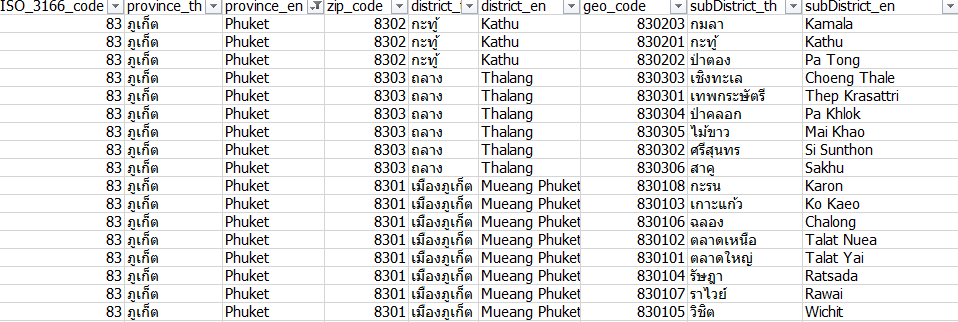 ISO_3166_code province_th province_en zip_code district_ district_en geo_code subDistrict_th subDistrict_en
83 ภูเก็ต Phuket 8302 กะทู้ Kathu 830203 กมลา Kamala
83 ภูเก็ต Phuket 8302 กะทู้ Kathu 830201 กะทู้ Kathu
83 ภูเก็ต Phuket 8302 กะทู้ Kathu 830202 ป่าตอง Pa Tong
83 ภูเก็ต Phuket 8303 ถลาง Thalang 830303 เชิงทะเล Choeng Thale
83 ภูเก็ต Phuket 8303 ถลาง Thalang 830301 เทพกระษัตรี Thep Krasattri
83 ภูเก็ต Phuket 8303 ถลาง Thalang 830304 ป่าคลอก Pa Khlok
83 ภูเก็ต Phuket 8303 ถลาง Thalang 830305 ไม้ขาว Mai Khao
83 ภูเก็ต Phuket 8303 ถลาง Thalang 830302 ศรีสุนทร Si Sunthon
83 ภูเก็ต Phuket 8303 ถลาง Thalang 830306 สาคู Sakhu
83 ภูเก็ต Phuket 8301 เมืองภูเก็ต Mueang Phuket 830108 กะรน Karon
83 ภูเก็ต Phuket 8301 เมืองภูเก็ต Mueang Phuket 830103 เกาะแก้ว Ko Kaeo
83 ภูเก็ต Phuket 8301 เมืองภูเก็ต Mueang Phuket 830106 ฉลอง Chalong
83 ภูเก็ต Phuket 8301 เมืองภูเก็ต Mueang Phuket 830102 ตลาดเหนือ Talat Nuea
83 ภูเก็ต Phuket 8301 เมืองภูเก็ต Mueang Phuket 830101 ตลาดใหญ่ Talat Yai
83 ภูเก็ต Phuket 8301 เมืองภูเก็ต Mueang Phuket 830104 รัษฎา Ratsada
83 ภูเก็ต Phuket 8301 เมืองภูเก็ต Mueang Phuket 830107 ราไวย์ Rawai
83 ภูเก็ต Phuket 8301 เมืองภูเก็ต Mueang Phuket 830105 วิชิต Wichit